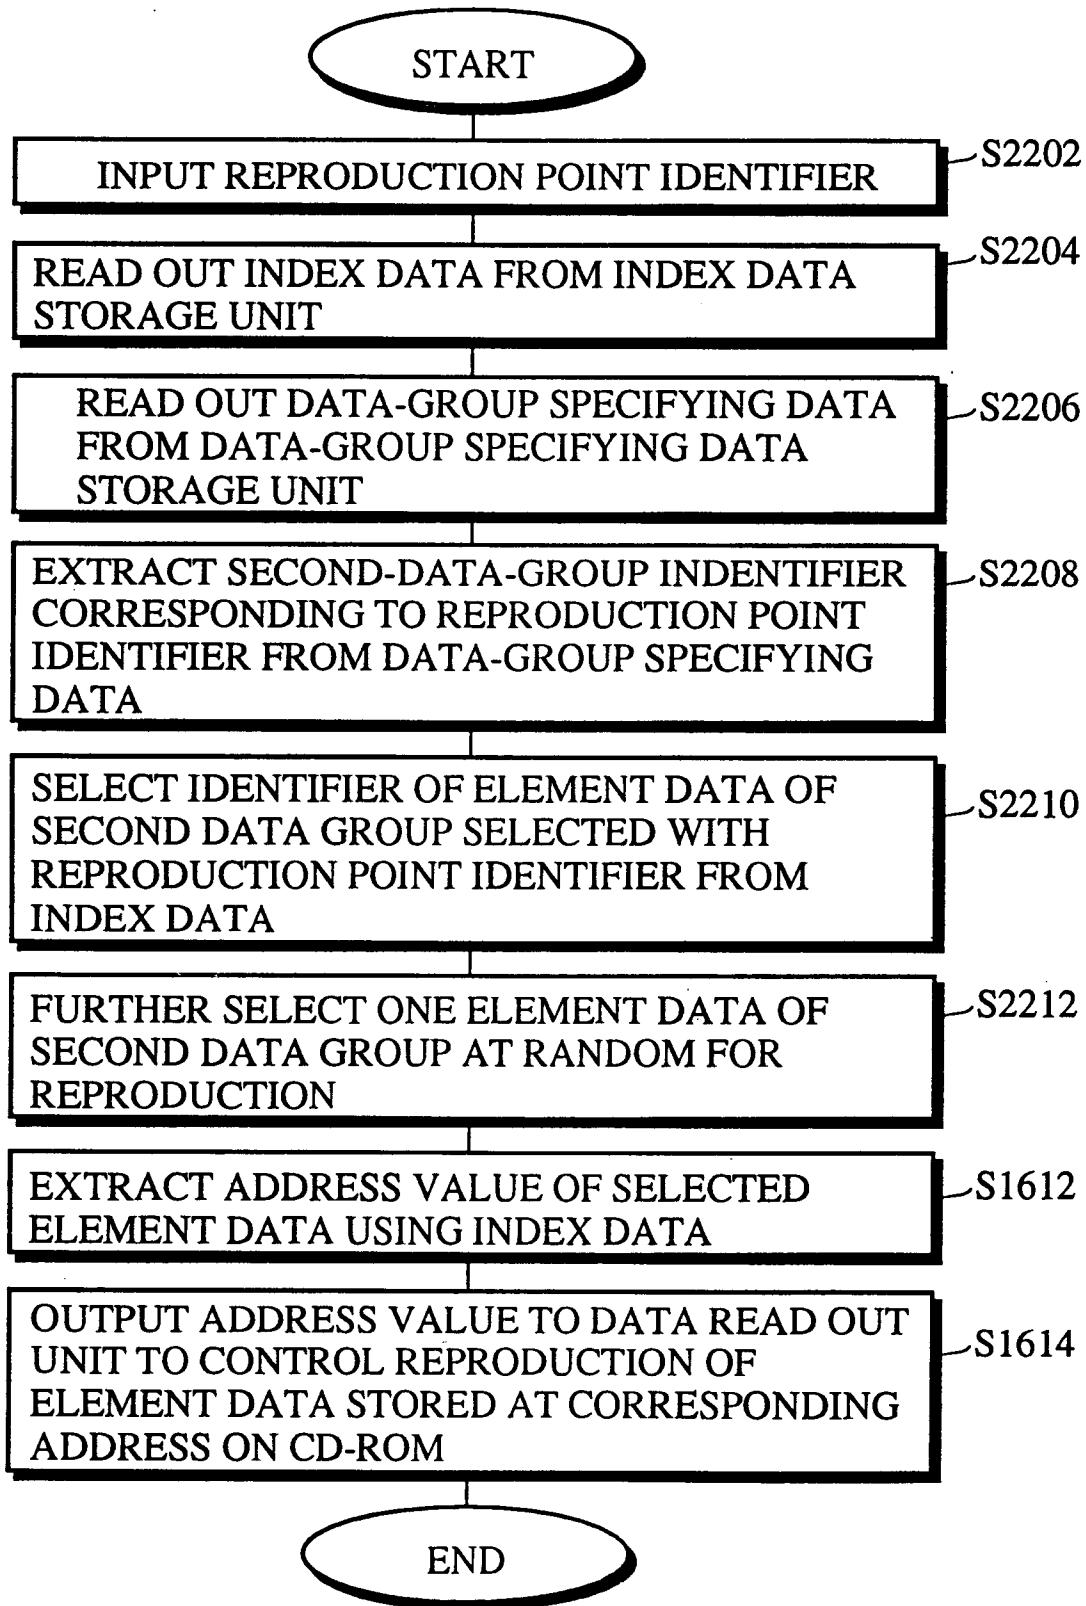 START
INPUT REPRODUCTION POINT IDENTIFIER
S2202
READ OUT INDEX DATA FROM INDEX DATA
STORAGE UNIT
S2204
READ OUT DATA-GROUP SPECIFYING DATA
FROM DATA-GROUP SPECIFYING DATA
STORAGE UNIT
S2206
EXTRACT SECOND-DATA-GROUP INDENTIFIER
CORRESPONDING TO REPRODUCTION POINT
IDENTIFIER FROM DATA-GROUP SPECIFYING
DATA
S2208
SELECT IDENTIFIER OF ELEMENT DATA OF
SECOND DATA GROUP SELECTED WITH
REPRODUCTION POINT IDENTIFIER FROM
INDEX DATA
S2210
FURTHER SELECT ONE ELEMENT DATA OF
SECOND DATA GROUP AT RANDOM FOR
REPRODUCTION
S2212
EXTRACT ADDRESS VALUE OF SELECTED
ELEMENT DATA USING INDEX DATA
S1612
OUTPUT ADDRESS VALUE TO DATA READ OUT
UNIT TO CONTROL REPRODUCTION OF
ELEMENT DATA STORED AT CORRESPONDING
ADDRESS ON CD-ROM
S1614
END